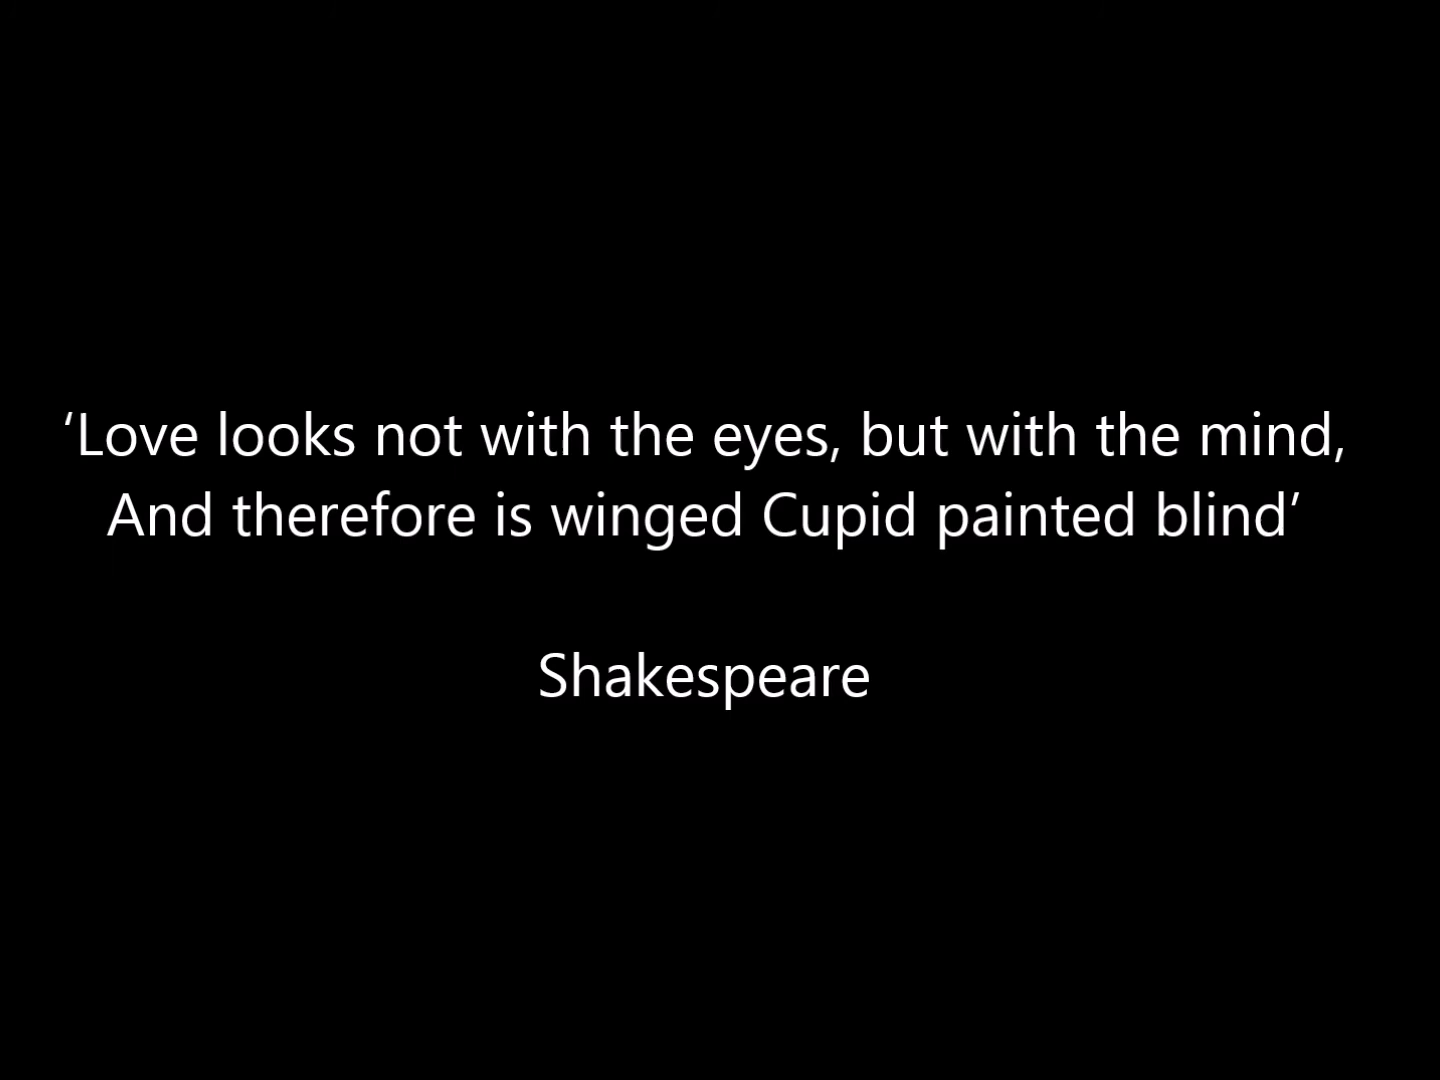 ‘Love looks not with the eyes, but with the mind,
And therefore is winged Cupid painted blind’
Shakespeare